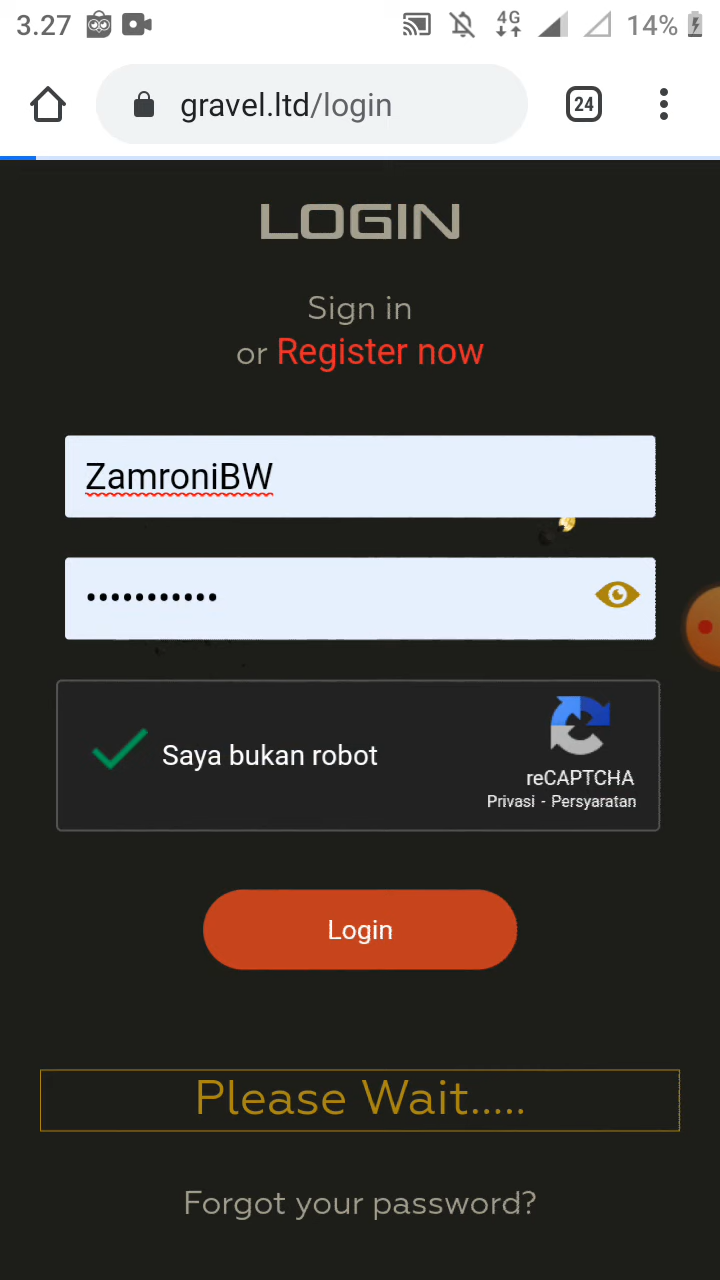 3.27
4G
14%
gravel.ltd/login
24
LOGIN
Sign in
or Register now
ZamroniBW
•••••••••••
Saya bukan robot
reCAPTCHA
Privasi - Persyaratan
Login
Please Wait.....
Forgot your password?